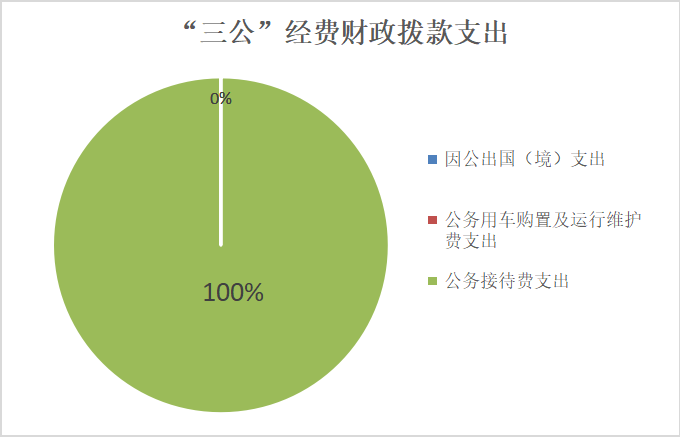 “三公”经费财政拨款支出
0%
100%
因公出国（境）支出
公务用车购置及运行维护
费支出
公务接待费支出